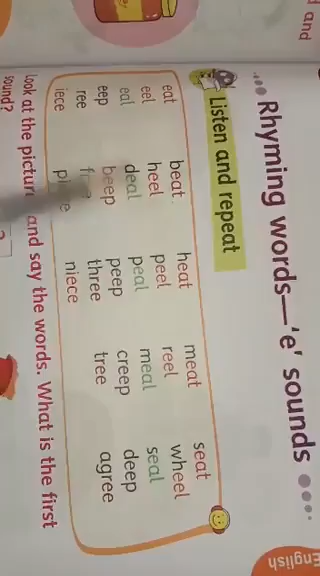 d and
English
Rhyming words—'e' sounds
Listen and repeat
eat beat heat meat seat
eel heel peel reel wheel
eal deal peal meal seal
eep beep peep creep deep
ree three tree agree
iece niece
Look at the picture and say the words. What is the first
sound?